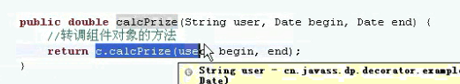 public double calcPrize(String user, Date begin, Date end) {
//转调组件对象的方法
return c.calcPrize(user, begin, end);
}
String user - cn.javass.dp.decorator.example
Date)